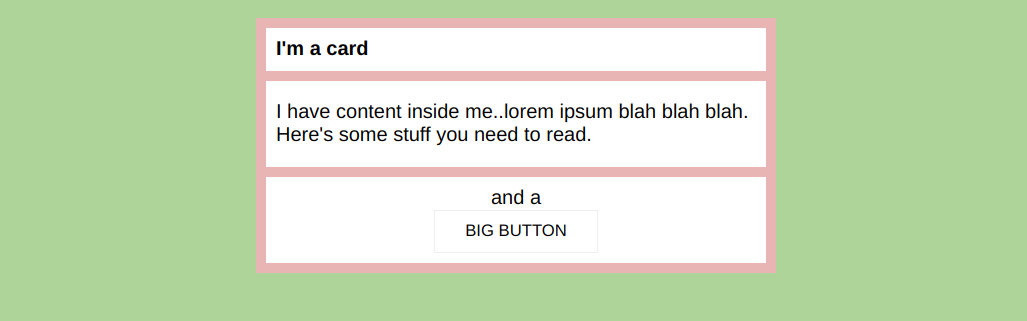 I'm a card
I have content inside me..lorem ipsum blah blah blah.
Here's some stuff you need to read.
and a
BIG BUTTON